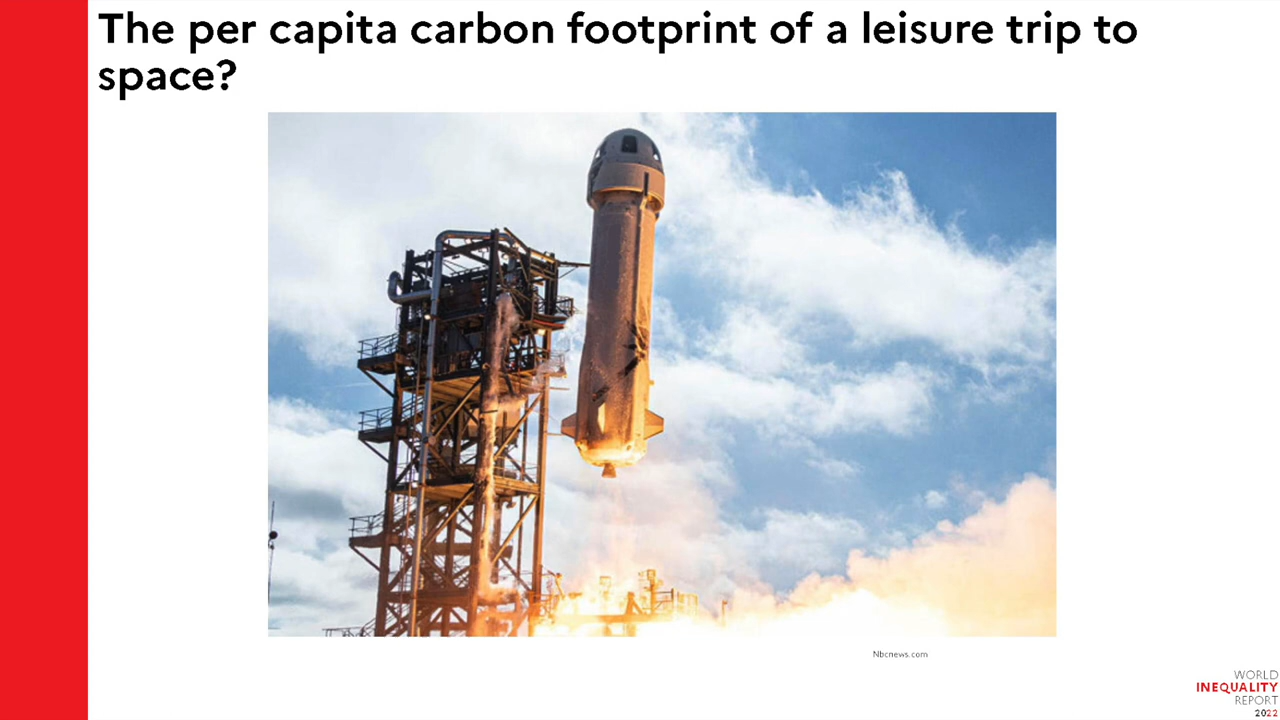 The per capita carbon footprint of a leisure trip to
space?
Nbcnews.com
WORLD
INEQUALITY
REPORT
2022